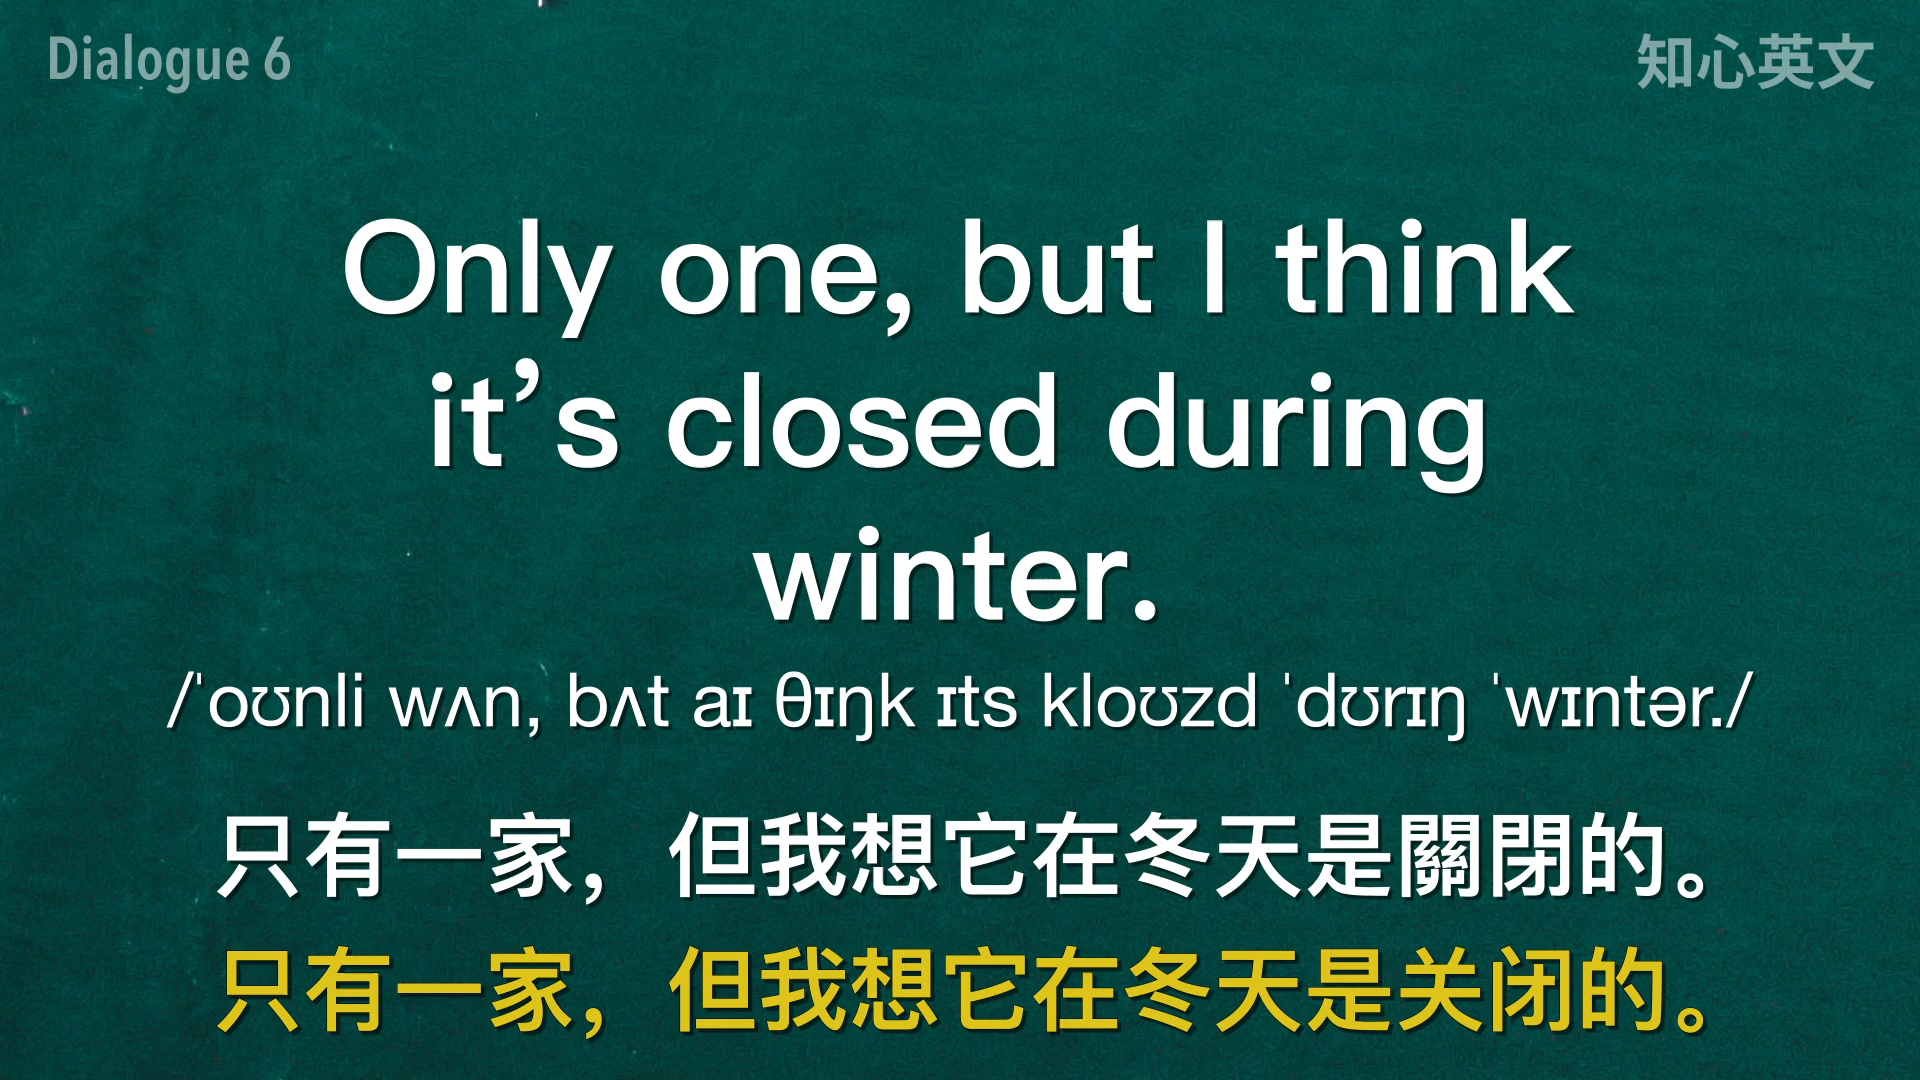 Dialogue 6
知心英文
Only one, but I think
it’s closed during
winter.
/ˈoʊnli wʌn, bʌt aɪ θɪŋk ɪts kloʊzd ˈdʊrɪŋ ˈwɪntər./
只有一家，但我想它在冬天是關閉的。
只有一家，但我想它在冬天是关闭的。